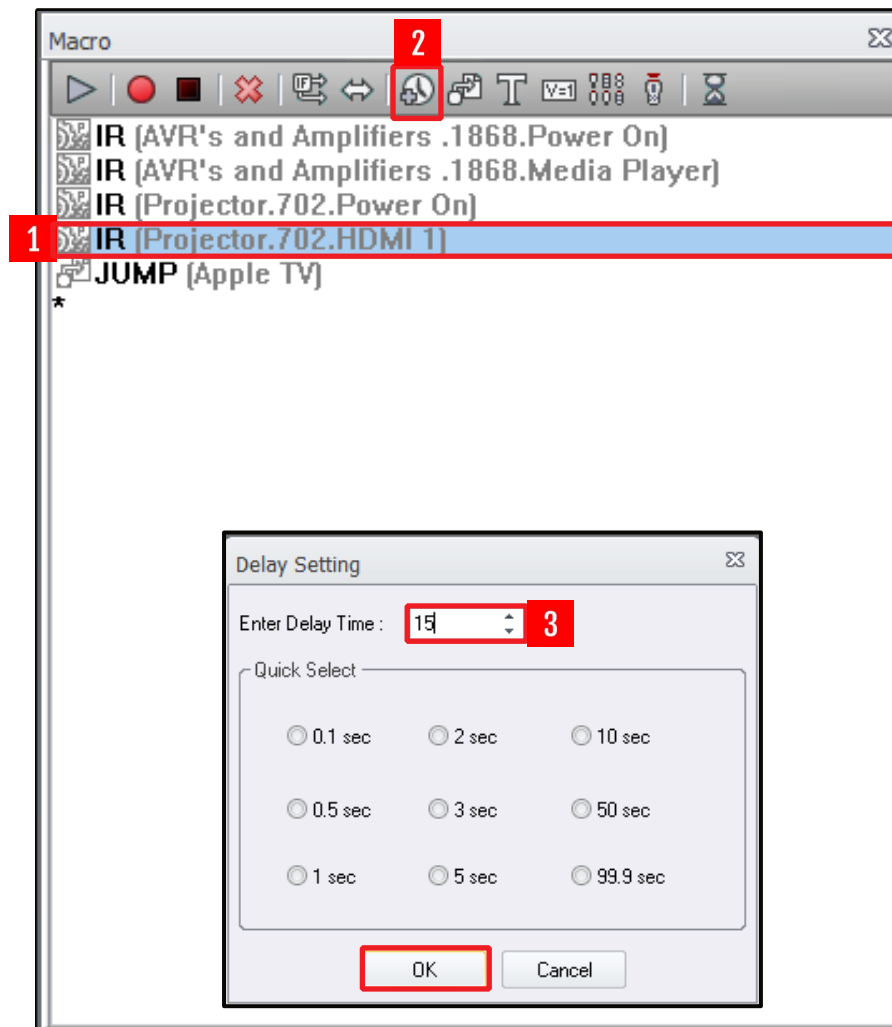 Macro
2
V=1
IR (AVR's and Amplifiers .1868.Power On)
IR (AVR's and Amplifiers .1868.Media Player)
IR (Projector.702.Power On)
1
IR (Projector.702.HDMI 1)
JUMP (Apple TV)
*
Delay Setting
Enter Delay Time : 15
3
Quick Select
0.1 sec 2 sec 10 sec
0.5 sec 3 sec 50 sec
1 sec 5 sec 99.9 sec
OK Cancel